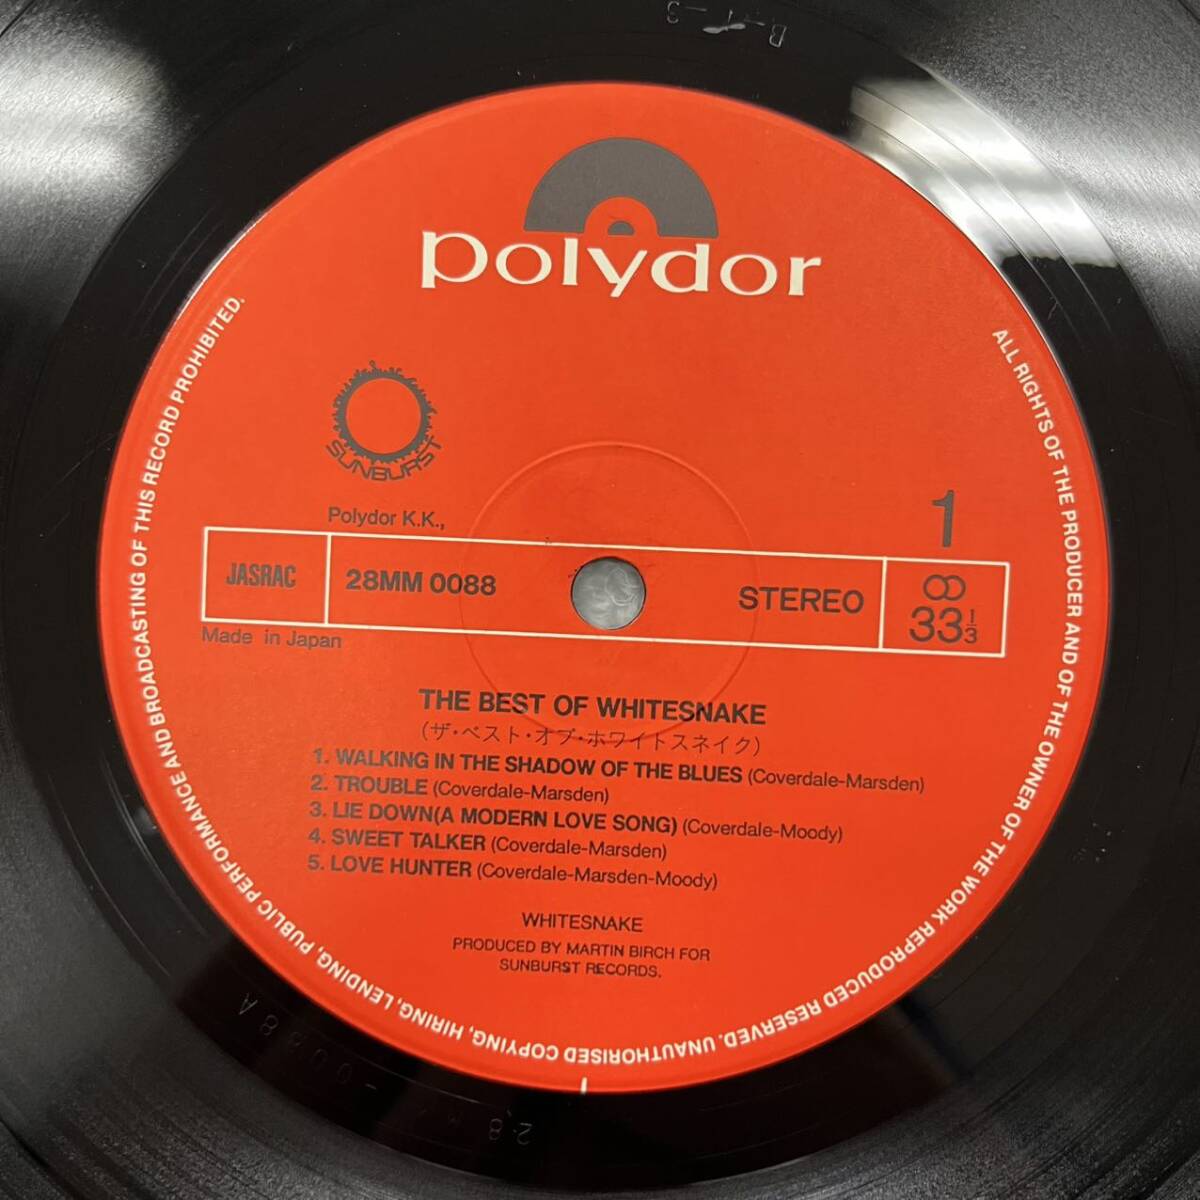 B-1-3
polydor
SUNBURST
Polydor K.K.,
1
JASRAC
28MM 0088
STEREO
33 1/3
Made in Japan
THE BEST OF WHITESNAKE
(ザ・ベスト・オブ・ホワイトスネイク)
1. WALKING IN THE SHADOW OF THE BLUES (Coverdale-Marsden)
2. TROUBLE (Coverdale-Marsden)
3. LIE DOWN(A MODERN LOVE SONG) (Coverdale-Moody)
4. SWEET TALKER (Coverdale-Marsden)
5. LOVE HUNTER (Coverdale-Marsden-Moody)
WHITESNAKE
PRODUCED BY MARTIN BIRCH FOR
SUNBURST RECORDS.
ALL RIGHTS OF THE PRODUCER AND OF THE OWNER OF THE WORK REPRODUCED RESERVED. UNAUTHORISED COPYING, HIRING, LENDING, PUBLIC PERFORMANCE AND BROADCASTING OF THIS RECORD PROHIBITED.